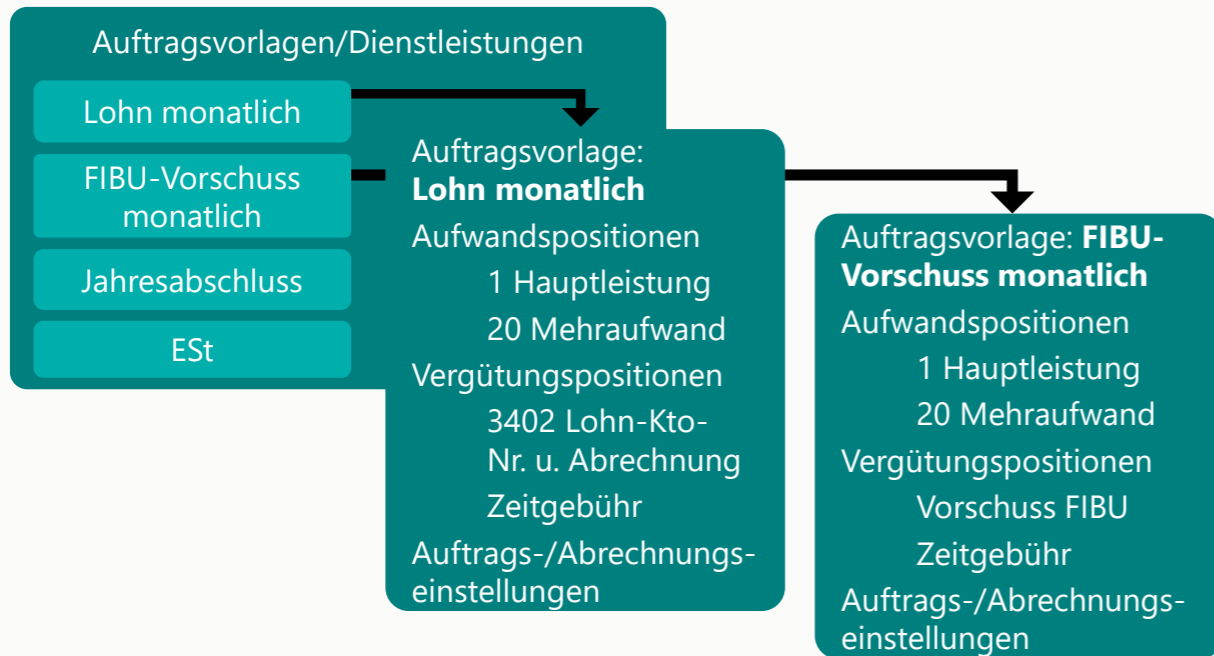 Auftragsvorlagen/Dienstleistungen
Lohn monatlich
FIBU-Vorschuss
monatlich
Jahresabschluss
ESt
Auftragsvorlage:
Lohn monatlich
Aufwandspositionen
1 Hauptleistung
20 Mehraufwand
Vergütungspositionen
3402 Lohn-Kto-
Nr. u. Abrechnung
Zeitgebühr
Auftrags-/Abrechnungs-
einstellungen
Auftragsvorlage: FIBU-
Vorschuss monatlich
Aufwandspositionen
1 Hauptleistung
20 Mehraufwand
Vergütungspositionen
Vorschuss FIBU
Zeitgebühr
Auftrags-/Abrechnungs-
einstellungen